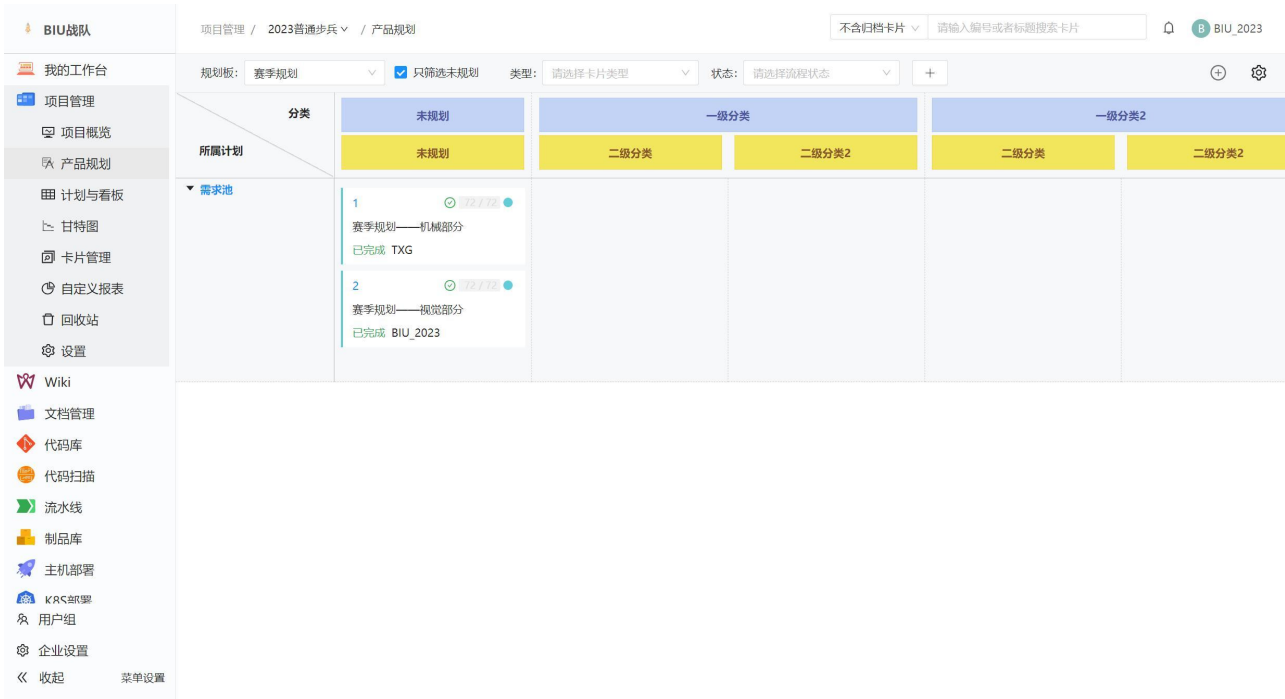 BIU战队
项目管理 / 2023普通步兵 / 产品规划
不含归档卡片
请输入编号或者标题搜索卡片
B BIU_2023
我的工作台
项目管理
项目概览
产品规划
计划与看板
甘特图
卡片管理
自定义报表
回收站
设置
Wiki
文档管理
代码库
代码扫描
流水线
制品库
主机部署
K8S部署
用户组
企业设置
收起 菜单设置
规划板: 赛季规划
只筛选未规划
类型: 请选择卡片类型
状态: 请选择流程状态
分类
所属计划
未规划 一级分类 一级分类2
未规划 二级分类 二级分类2 二级分类 二级分类2
需求池
1 72 / 72
赛季规划——机械部分
已完成 TXG
2 72 / 72
赛季规划——视觉部分
已完成 BIU_2023